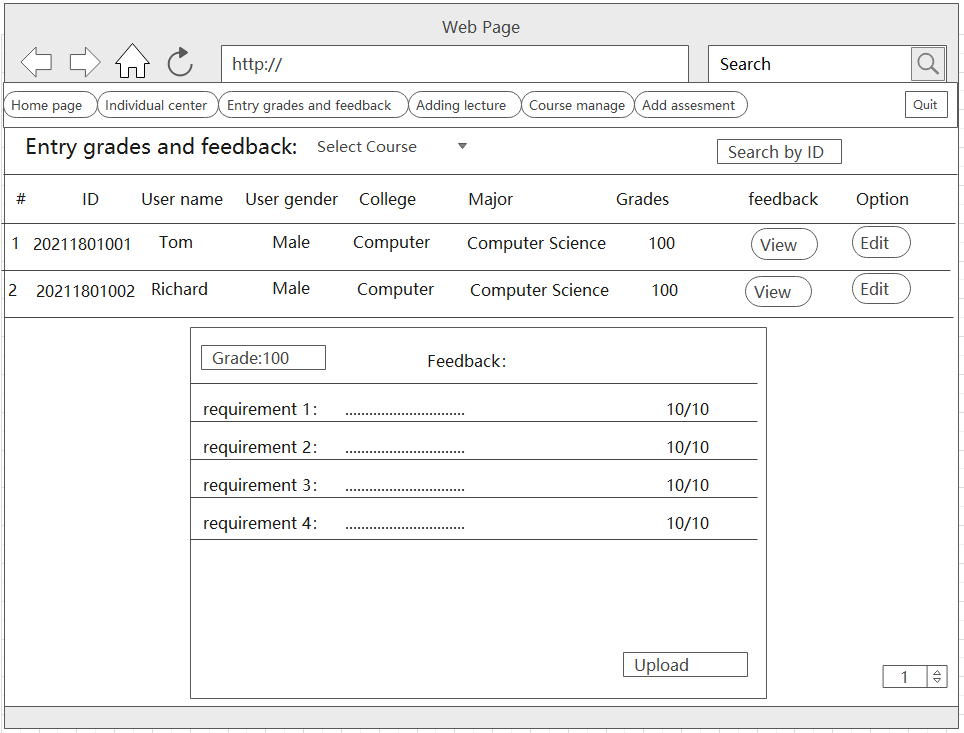 Web Page
http://
Search
Home page Individual center Entry grades and feedback Adding lecture Course manage Add assesment Quit
Entry grades and feedback: Select Course Search by ID
# ID User name User gender College Major Grades feedback Option
1 20211801001 Tom Male Computer Computer Science 100 View Edit
2 20211801002 Richard Male Computer Computer Science 100 View Edit
Grade:100 Feedback:
requirement 1: .............................. 10/10
requirement 2: .............................. 10/10
requirement 3: .............................. 10/10
requirement 4: .............................. 10/10
Upload
1